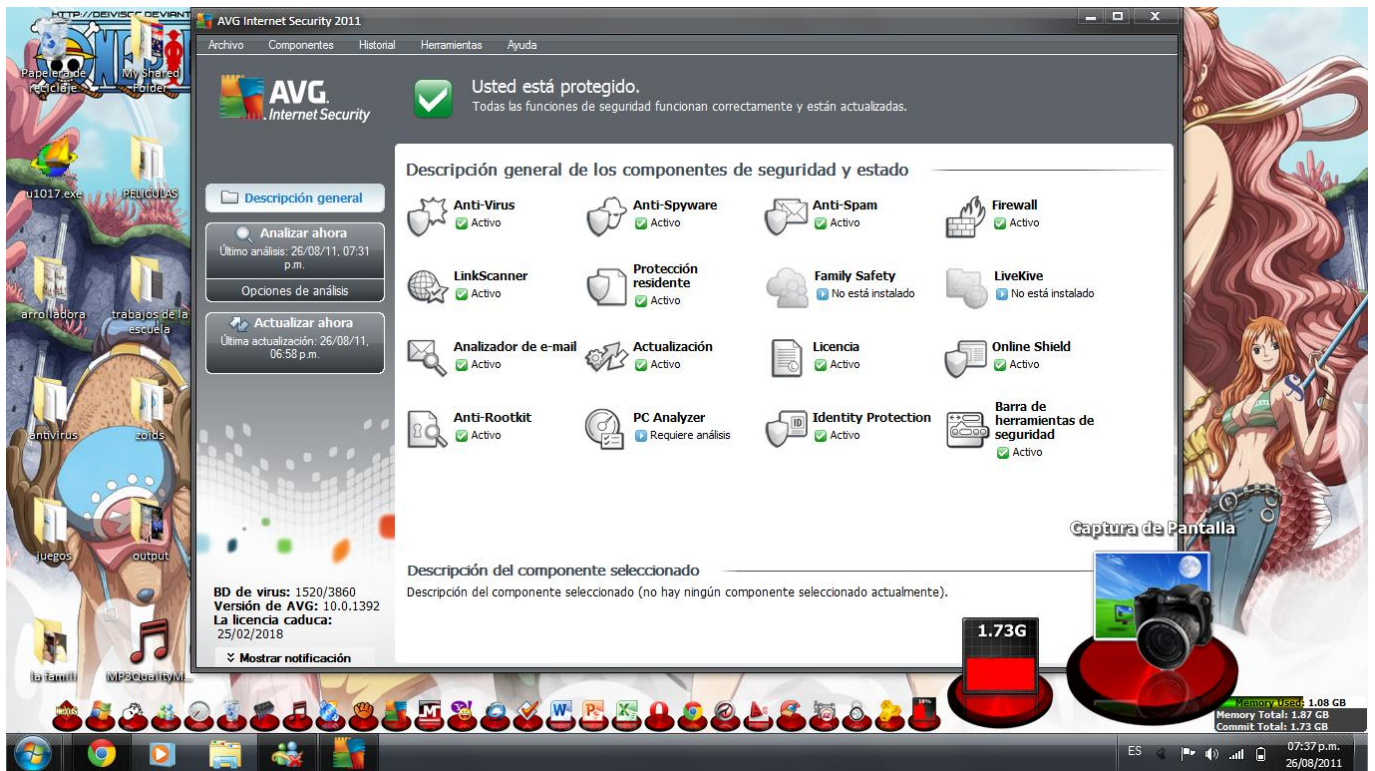 HTTP://DEIVISCC.DEVIANT
AVG Internet Security 2011
Archivo Componentes Historial Herramientas Ayuda
AVG.
Internet Security
Usted está protegido.
Todas las funciones de seguridad funcionan correctamente y están actualizadas.
Papelera de reciclaje
My Shared Folder
u1017.exe
PELICULAS
arrolladora
trabajos de la escuela
antivirus
zoids
juegos
output
la famili
MP3QualityM...
Descripción general
Analizar ahora
Último análisis: 26/08/11, 07:31
p.m.
Opciones de análisis
Actualizar ahora
Última actualización: 26/08/11,
06:58 p.m.
BD de virus: 1520/3860
Versión de AVG: 10.0.1392
La licencia caduca:
25/02/2018
Mostrar notificación
Descripción general de los componentes de seguridad y estado
Anti-Virus
Activo
Anti-Spyware
Activo
Anti-Spam
Activo
Firewall
Activo
LinkScanner
Activo
Protección
residente
Activo
Family Safety
No está instalado
LiveKive
No está instalado
Analizador de e-mail
Activo
Actualización
Activo
Licencia
Activo
Online Shield
Activo
Anti-Rootkit
Activo
PC Analyzer
Requiere análisis
Identity Protection
Activo
Barra de
herramientas de
seguridad
Activo
Descripción del componente seleccionado
Descripción del componente seleccionado (no hay ningún componente seleccionado actualmente).
Captura de Pantalla
1.73G
Memory Used: 1.08 GB
Memory Total: 1.87 GB
Commit Total: 1.73 GB
ES
07:37 p.m.
26/08/2011